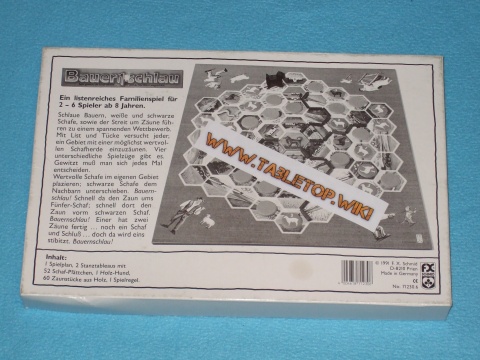 Bauernschlau
Ein listenreiches Familienspiel für
2 – 6 Spieler ab 8 Jahren.
Schlaue Bauern, weiße und schwarze
Schafe, sowie der Streit um Zäune füh-
ren zu einem spannenden Wettbewerb.
Mit List und Tücke versucht jeder,
ein Gebiet mit einer möglichst wertvol-
len Schafherde einzuzäunen. Vier
unterschiedliche Spielzüge gibt es.
Gewitzt muß man sich jedes Mal
entscheiden.
Wertvolle Schafe im eigenen Gebiet
plazieren; schwarze Schafe dem
Nachbarn unterschieben. Bauern-
schlau! Schnell da den Zaun ums
Fünfer-Schaf; schnell dort den
Zaun vorm schwarzen Schaf.
Bauernschlau! Einer hat zwei
Zäune fertig ... noch ein Schaf
und Schluß ... doch da wird eins
stibitzt, Bauernschlau!
WWW.TABLETOP.WIKI
Inhalt:
1 Spielplan, 2 Stanztableaus mit
52 Schaf-Plättchen, 1 Holz-Hund,
60 Zaunstücke aus Holz, 1 Spielregel.
F. X. Schmid
D-8210 Prien
Made in Germany
FX